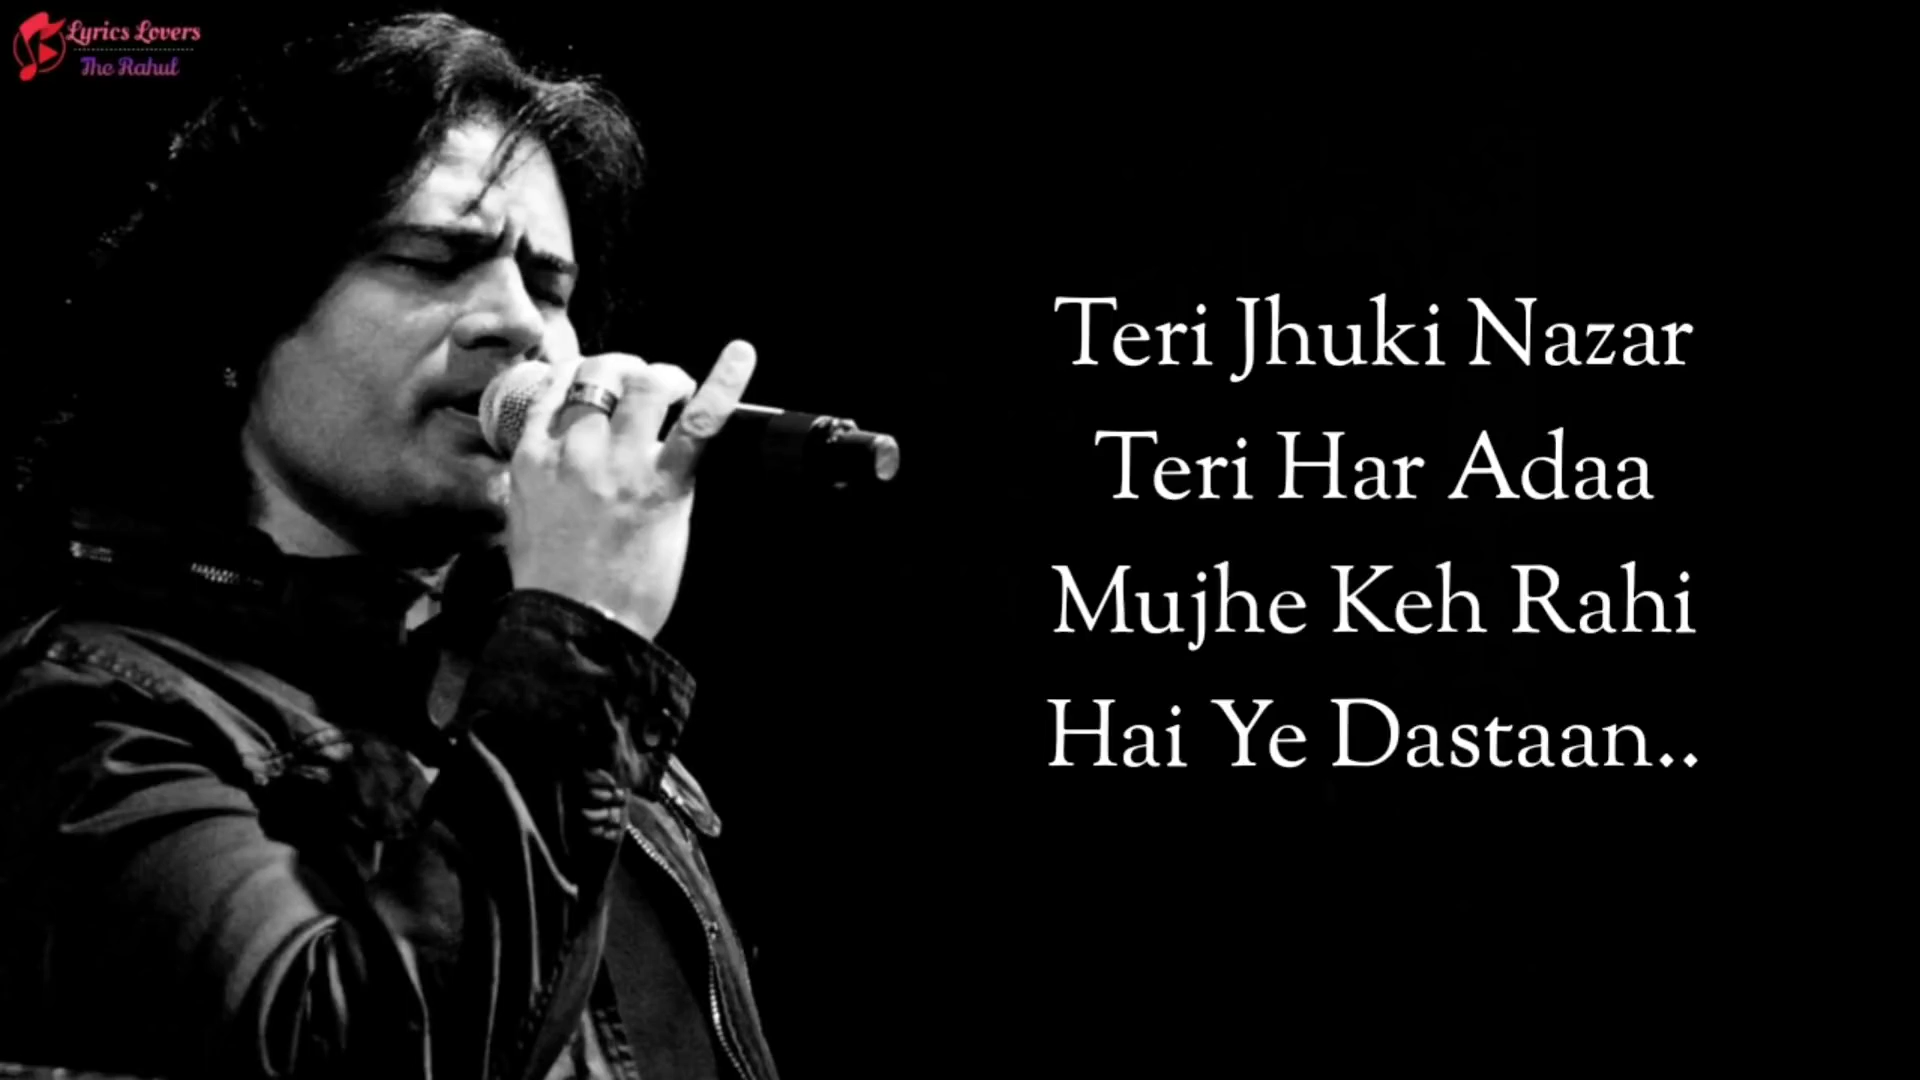 Lyrics Lovers
The Rahul
Teri Jhuki Nazar
Teri Har Adaa
Mujhe Keh Rahi
Hai Ye Dastaan..